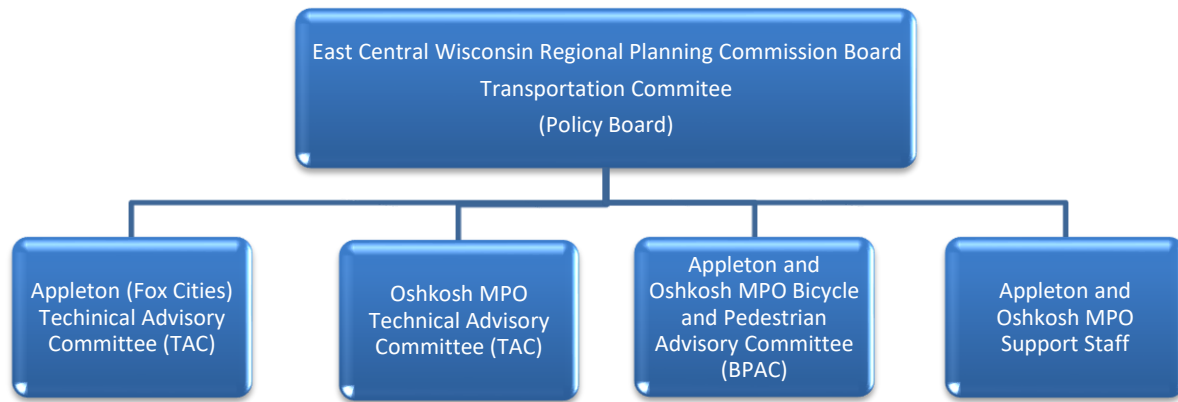 East Central Wisconsin Regional Planning Commission Board
Transportation Commitee
(Policy Board)
Appleton (Fox Cities)
Techinical Advisory
Committee (TAC)
Oshkosh MPO
Technical Advisory
Committee (TAC)
Appleton and
Oshkosh MPO Bicycle
and Pedestrian
Advisory Committee
(BPAC)
Appleton and
Oshkosh MPO
Support Staff